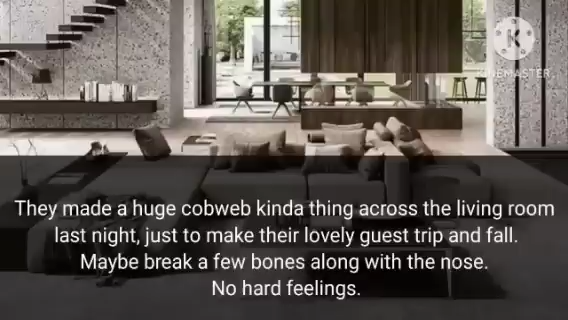 KINEMASTER
They made a huge cobweb kinda thing across the living room
last night, just to make their lovely guest trip and fall.
Maybe break a few bones along with the nose.
No hard feelings.